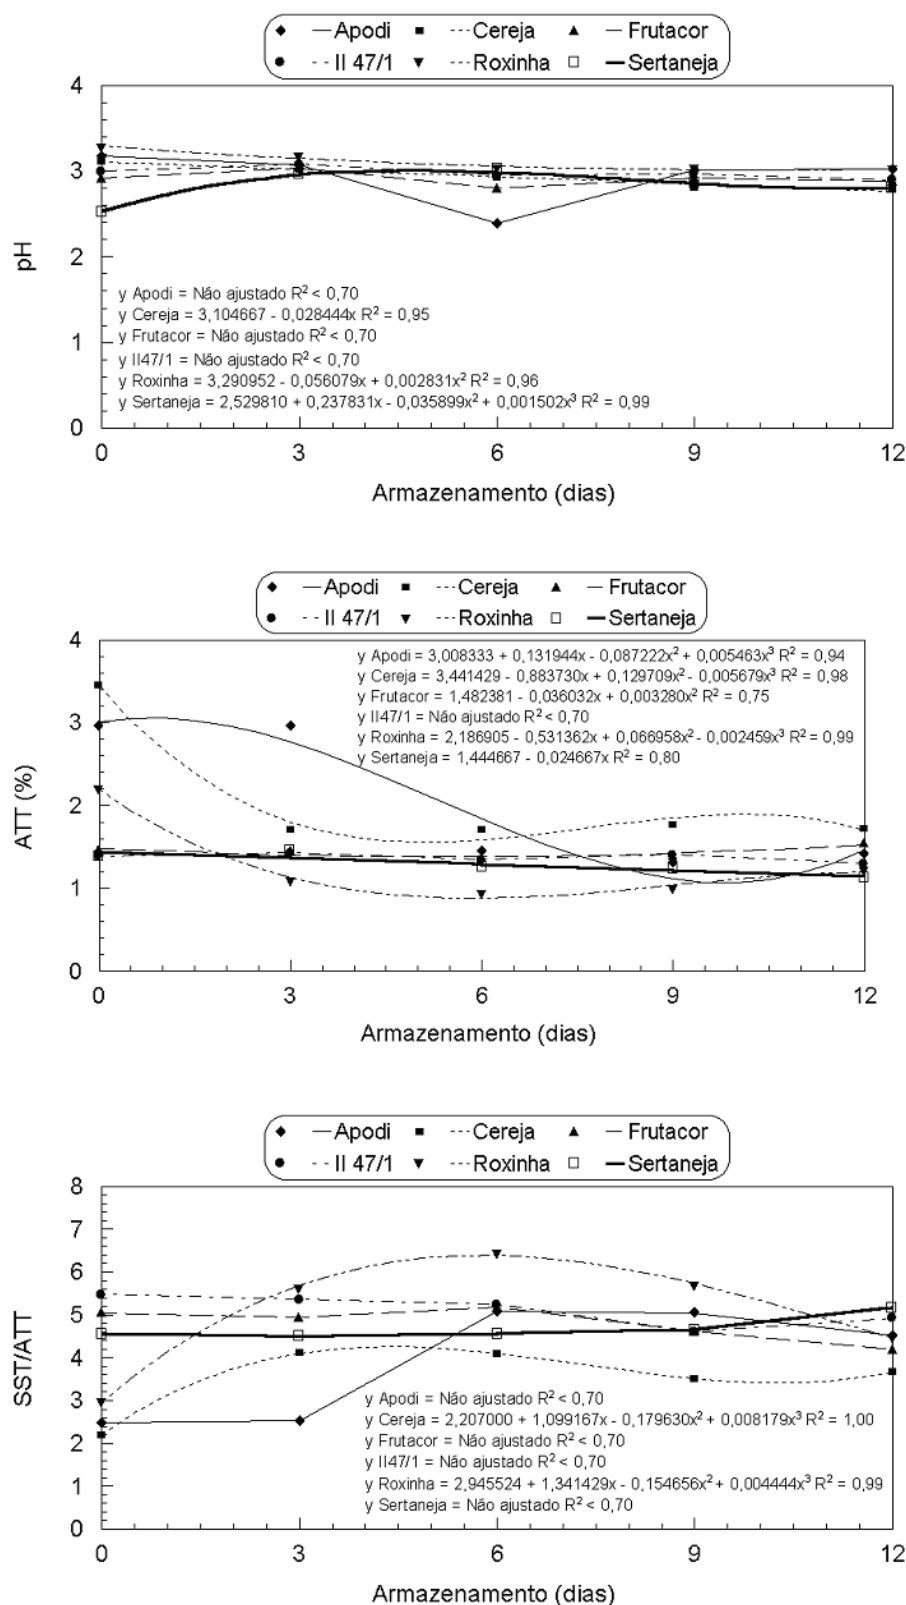 Apodi Cereja Frutacor
II 47/1 Roxinha Sertaneja
4
3
2
1
0
pH
y Apodi = Não ajustado R² < 0,70
y Cereja = 3,104667 - 0,028444x R² = 0,95
y Frutacor = Não ajustado R² < 0,70
y II47/1 = Não ajustado R² < 0,70
y Roxinha = 3,290952 - 0,056079x + 0,002831x² R² = 0,96
y Sertaneja = 2,529810 + 0,237831x - 0,035899x² + 0,001502x³ R² = 0,99
0 3 6 9 12
Armazenamento (dias)
Apodi Cereja Frutacor
II 47/1 Roxinha Sertaneja
4
3
2
1
0
ATT (%)
y Apodi = 3,008333 + 0,131944x - 0,087222x² + 0,005463x³ R² = 0,94
y Cereja = 3,441429 - 0,883730x + 0,129709x² - 0,005679x³ R² = 0,98
y Frutacor = 1,482381 - 0,036032x + 0,003280x² R² = 0,75
y II47/1 = Não ajustado R² < 0,70
y Roxinha = 2,186905 - 0,531362x + 0,066958x² - 0,002459x³ R² = 0,99
y Sertaneja = 1,444667 - 0,024667x R² = 0,80
0 3 6 9 12
Armazenamento (dias)
Apodi Cereja Frutacor
II 47/1 Roxinha Sertaneja
8
7
6
5
4
3
2
1
0
SST/ATT
y Apodi = Não ajustado R² < 0,70
y Cereja = 2,207000 + 1,099167x - 0,179630x² + 0,008179x³ R² = 1,00
y Frutacor = Não ajustado R² < 0,70
y II47/1 = Não ajustado R² < 0,70
y Roxinha = 2,945524 + 1,341429x - 0,154656x² + 0,004444x³ R² = 0,99
y Sertaneja = Não ajustado R² < 0,70
0 3 6 9 12
Armazenamento (dias)